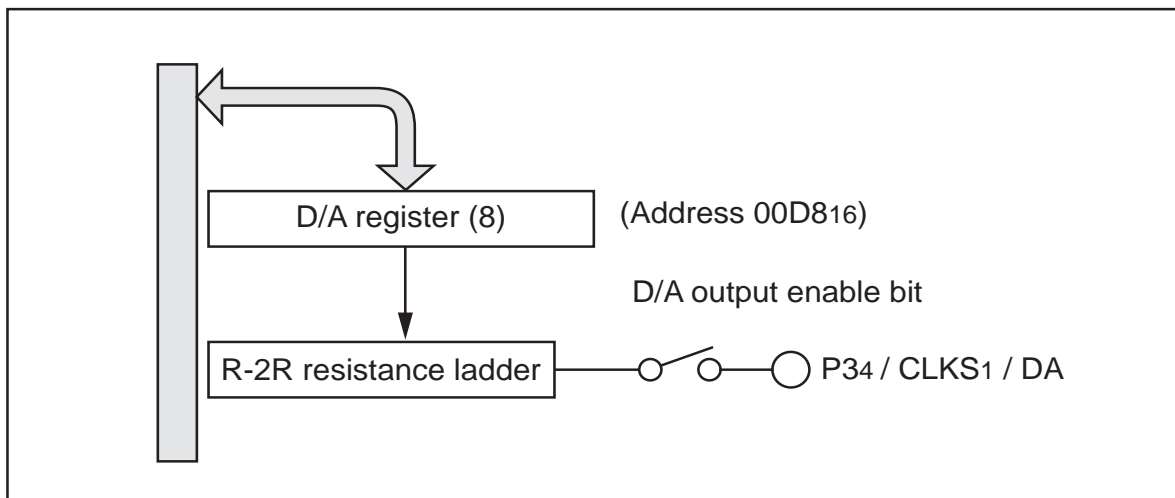 D/A register (8)
(Address 00D816)
D/A output enable bit
R-2R resistance ladder
P34 / CLKS1 / DA